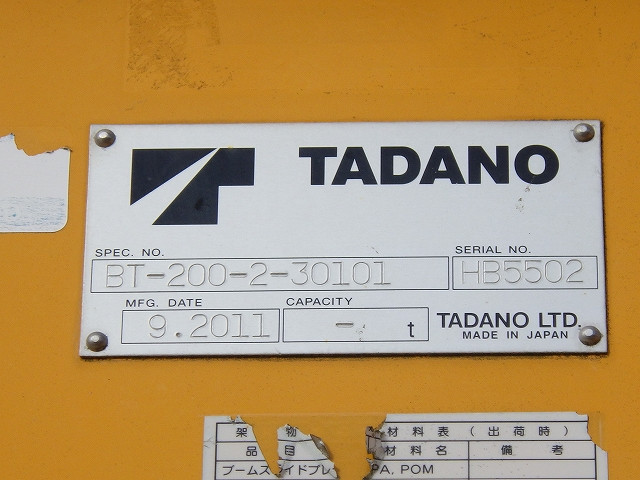 TADANO
SPEC. NO.
SERIAL NO.
BT-200-2-30101
HB5502
MFG. DATE
CAPACITY
9.2011
- t
TADANO LTD.
MADE IN JAPAN
架 物 材料表(出荷時)
品 目 材料名 備 考
ブームスライドプレ PA, POM